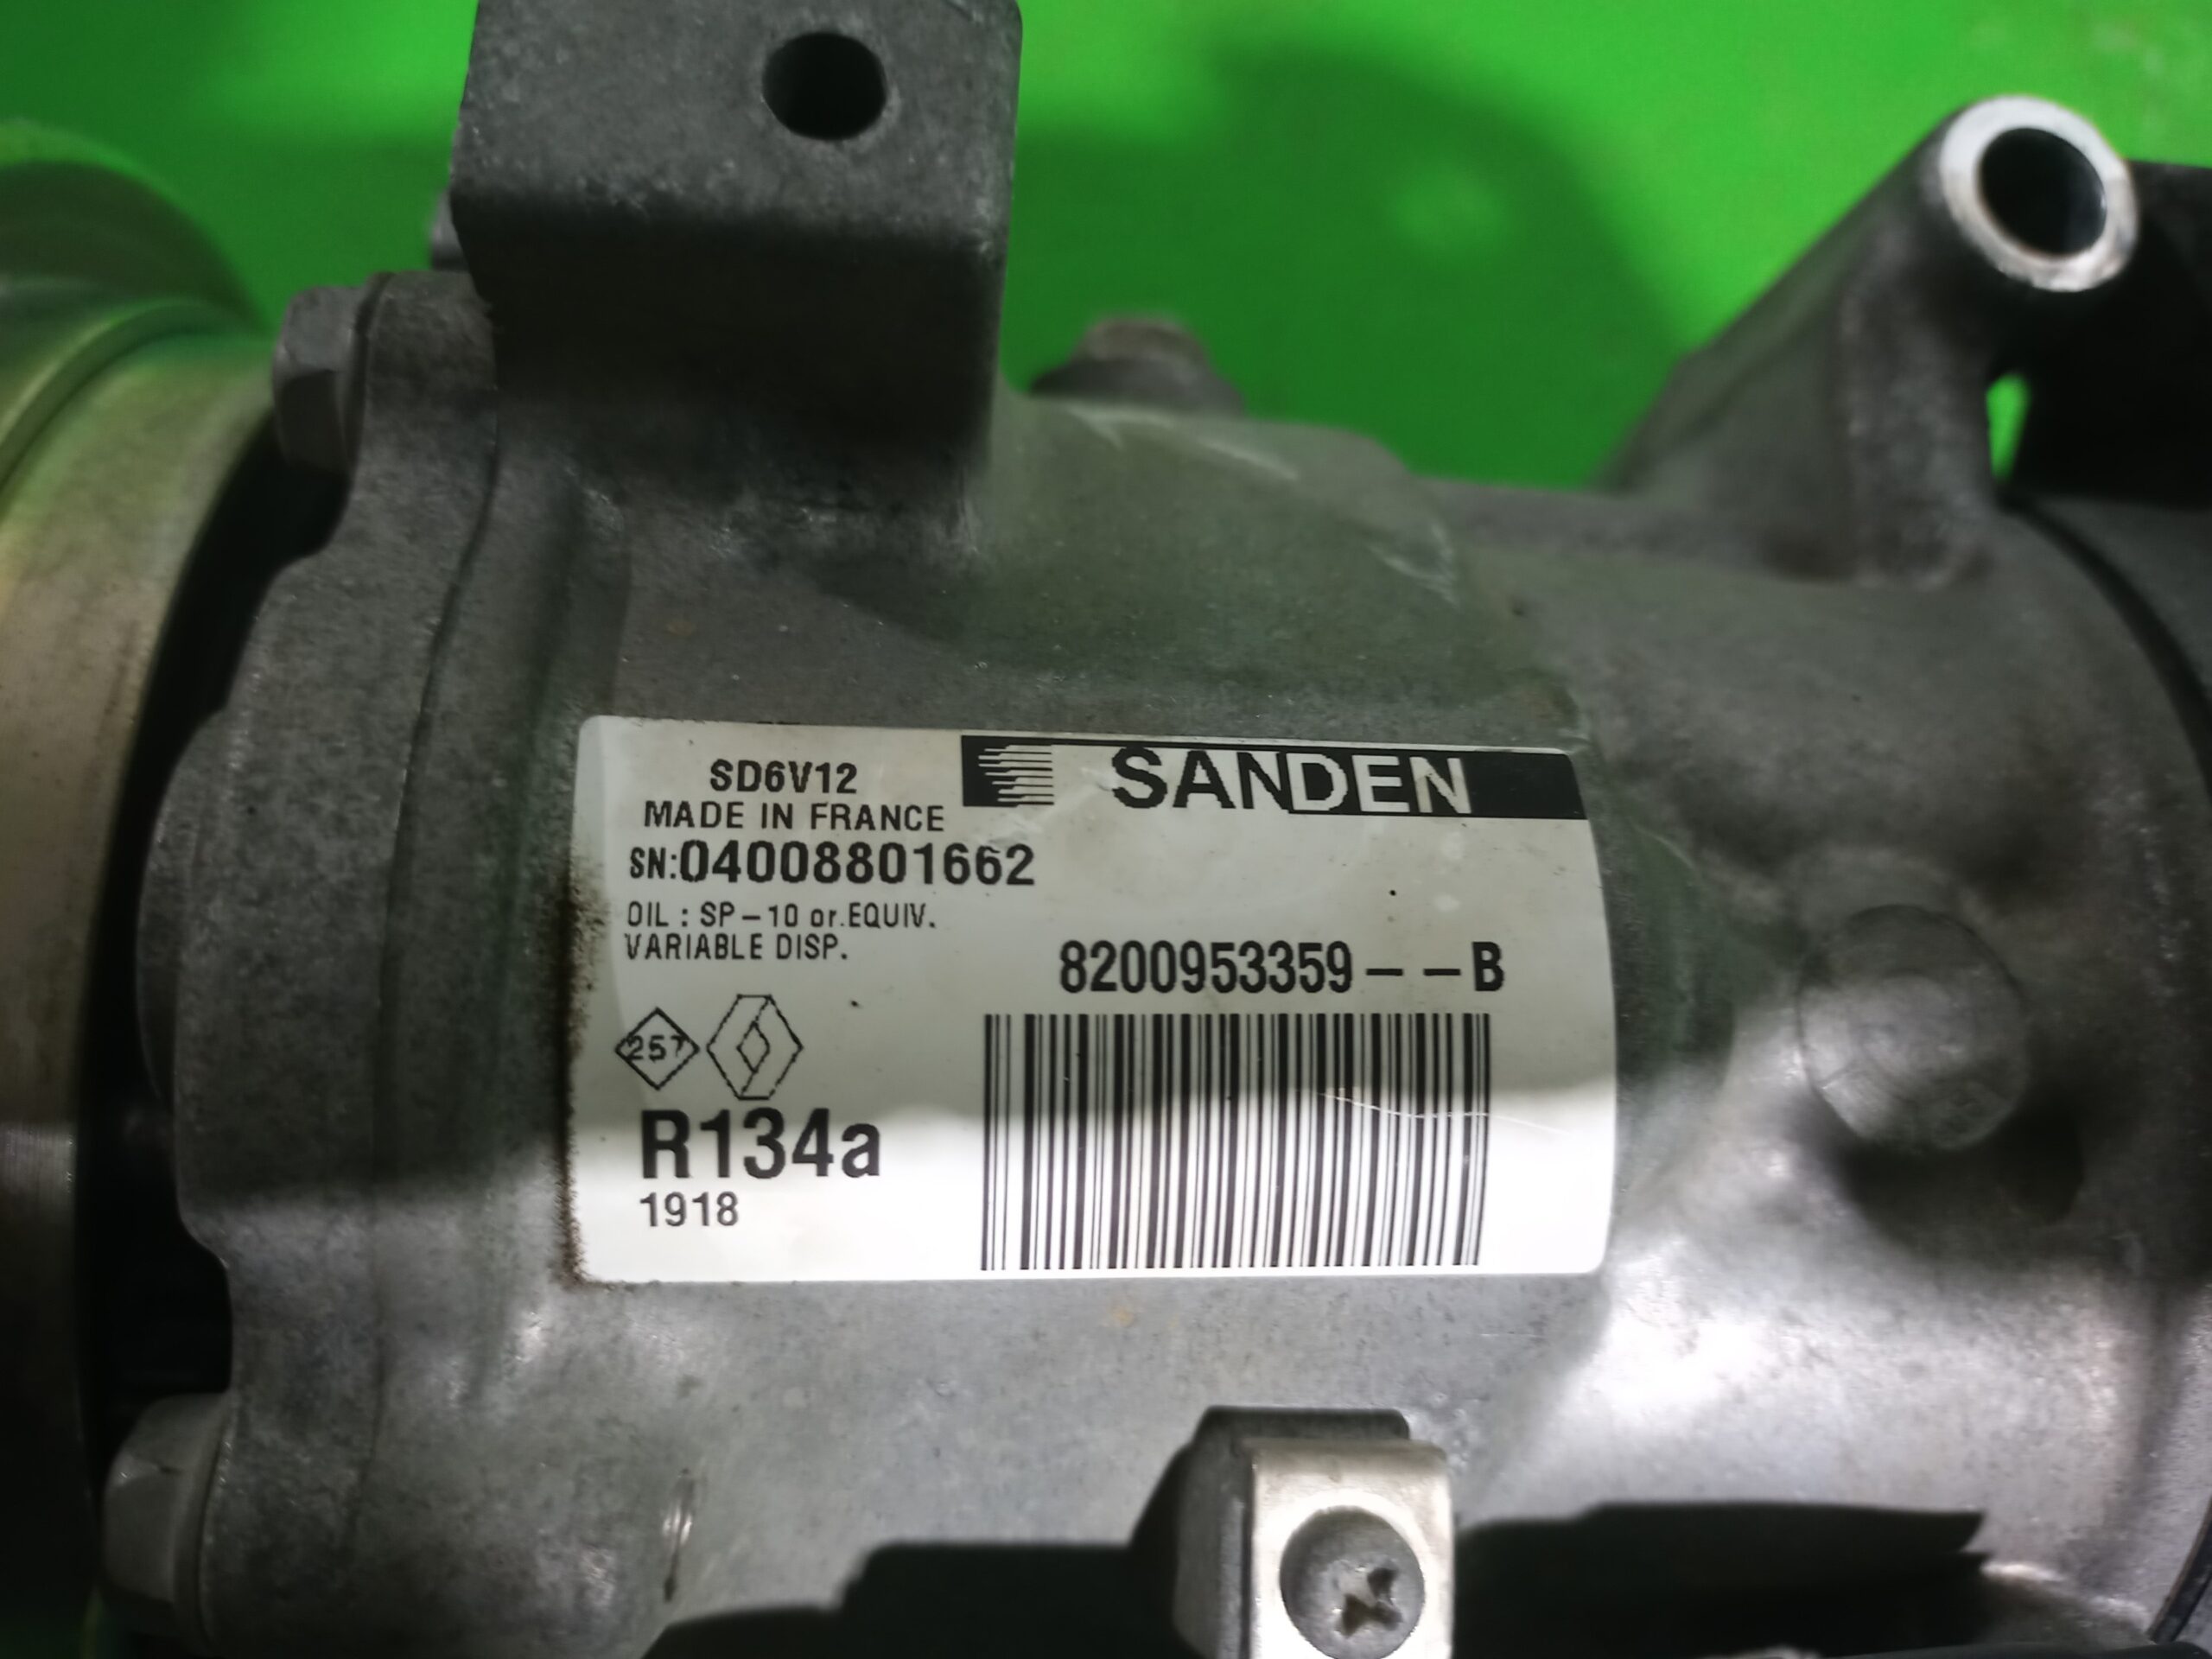 SD6V12
SANDEN
MADE IN FRANCE
SN:04008801662
OIL : SP-10 or.EQUIV.
VARIABLE DISP.
8200953359--B
257
R134a
1918